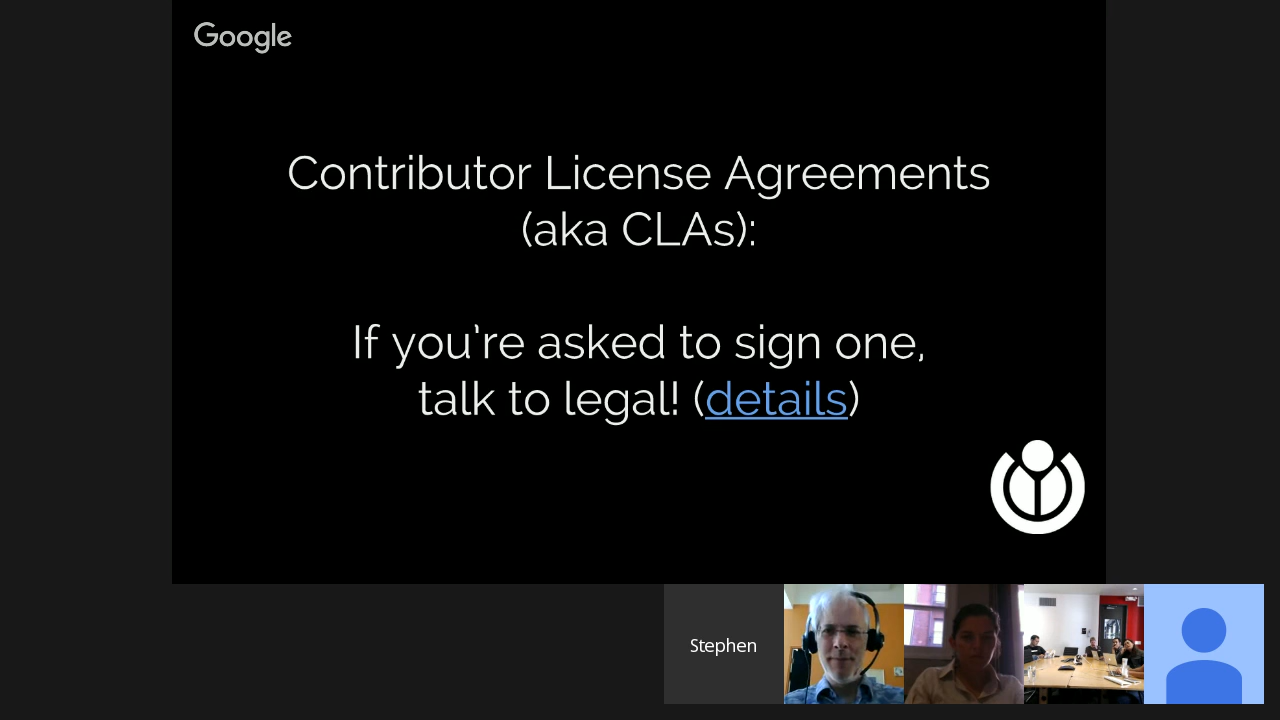 Google
Contributor License Agreements
(aka CLAs):
If you're asked to sign one,
talk to legal! (details)
Stephen